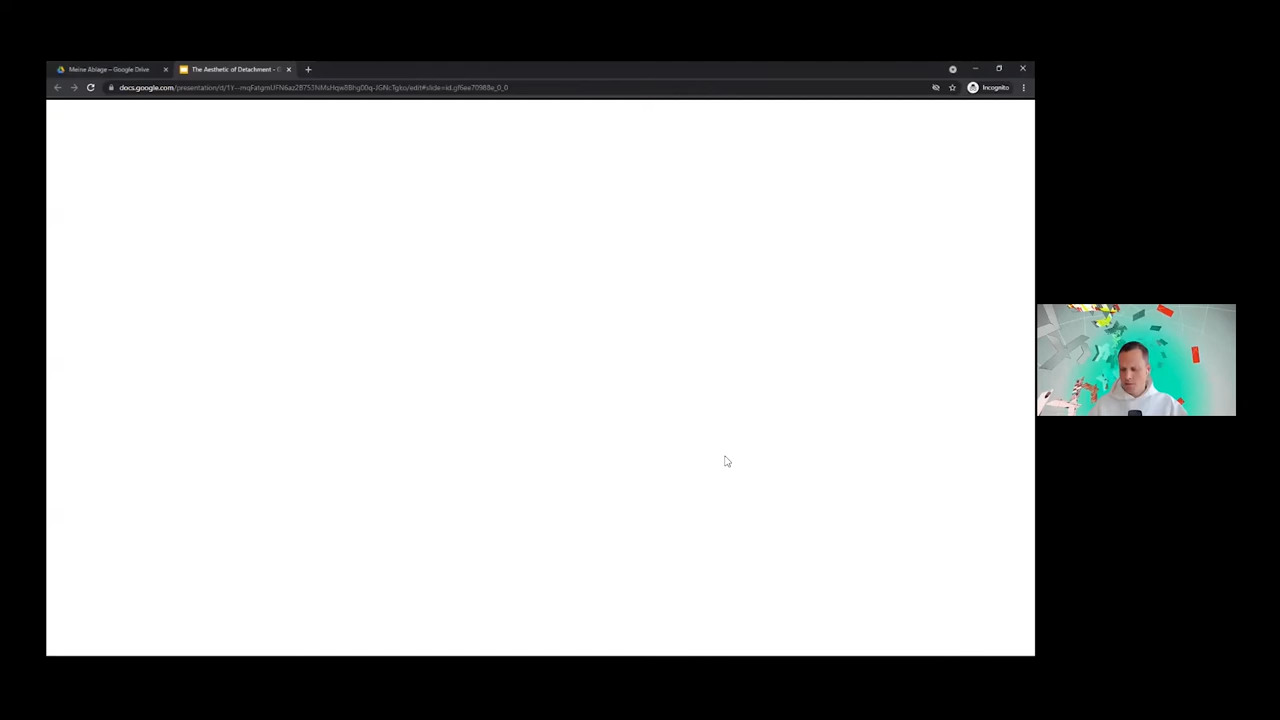 Meine Ablage – Google Drive
The Aesthetic of Detachment -
docs.google.com/presentation/d/
Incognito